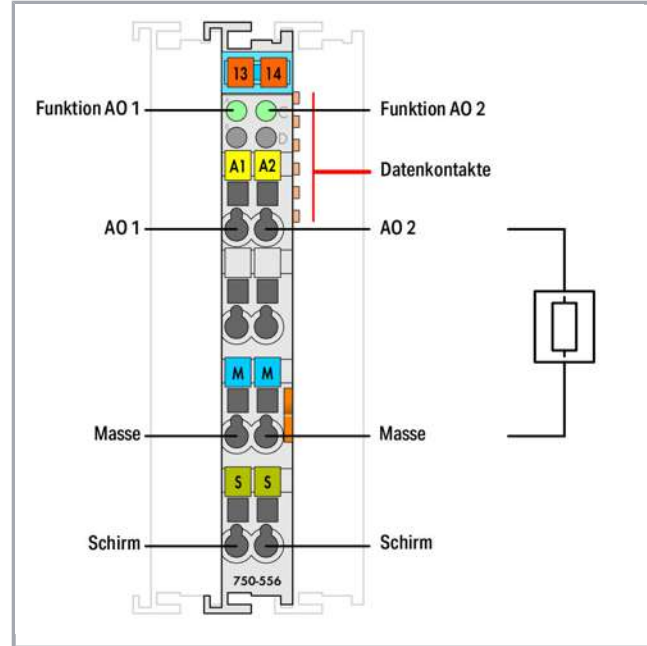 13 14
Funktion AO 1
C
Funktion AO 2
D
A1 A2
Datenkontakte
AO 1
AO 2
M M
Masse
Masse
S S
Schirm
Schirm
750-556